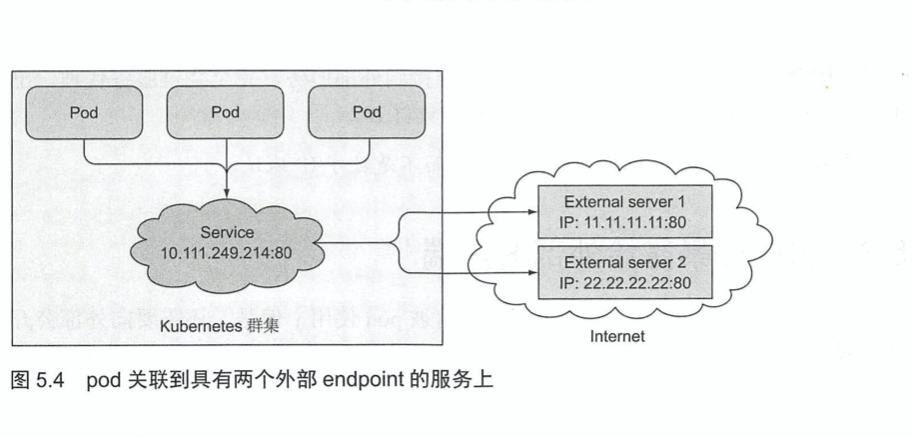 Pod
Pod
Pod
Service
10.111.249.214:80
External server 1
IP: 11.11.11.11:80
External server 2
IP: 22.22.22.22:80
Kubernetes 群集
Internet
图 5.4 pod 关联到具有两个外部 endpoint 的服务上